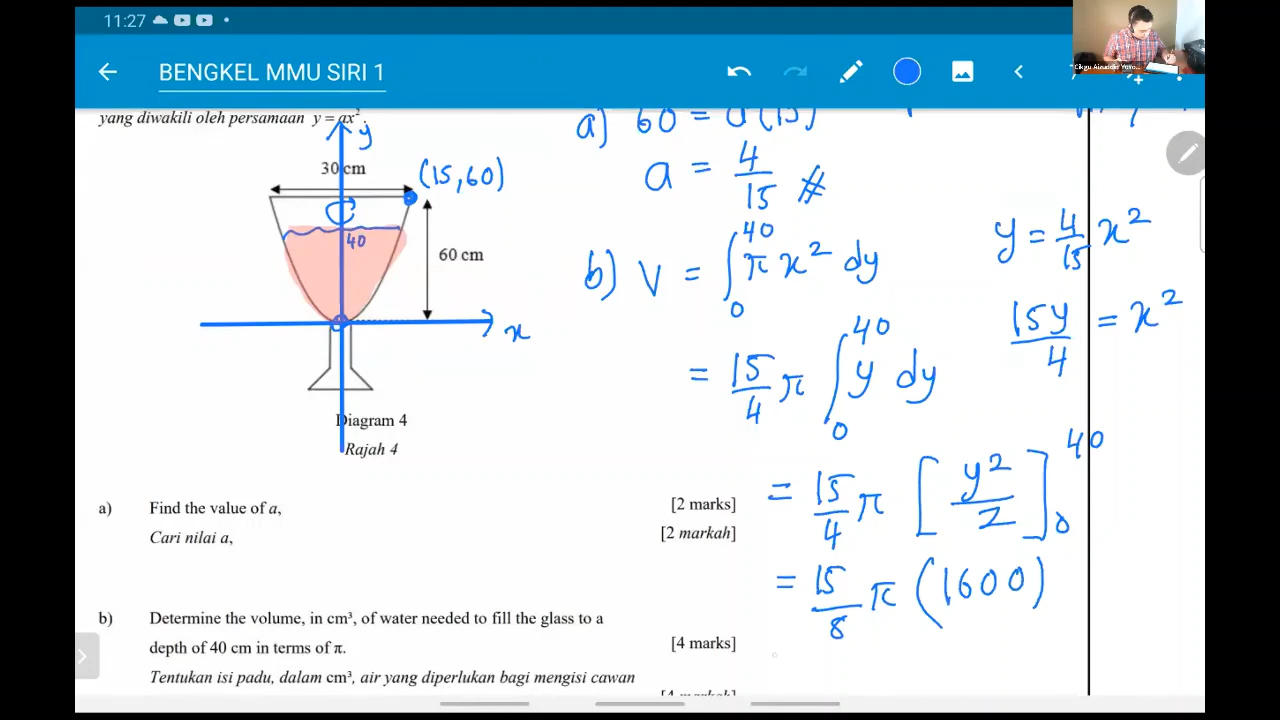 11:27
BENGKEL MMU SIRI 1
yang diwakili oleh persamaan y = ax².
y
30 cm
(15,60)
40
60 cm
x
Diagram 4
Rajah 4
a) Find the value of a, [2 marks]
Cari nilai a, [2 markah]
b) Determine the volume, in cm³, of water needed to fill the glass to a
depth of 40 cm in terms of π. [4 marks]
Tentukan isi padu, dalam cm³, air yang diperlukan bagi mengisi cawan
[4 markah]
a) 60 = a(15)
a = 4/15 #
b) V = ∫₀⁴⁰ π x² dy
= 15/4 π ∫₀⁴⁰ y dy
= 15/4 π [y²/2]₀⁴⁰
= 15/8 π (1600)
y = 4/15 x²
15y/4 = x²